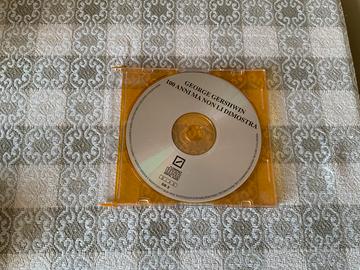 GEORGE GERSHWIN
100 ANNI MA NON LI DIMOSTRA